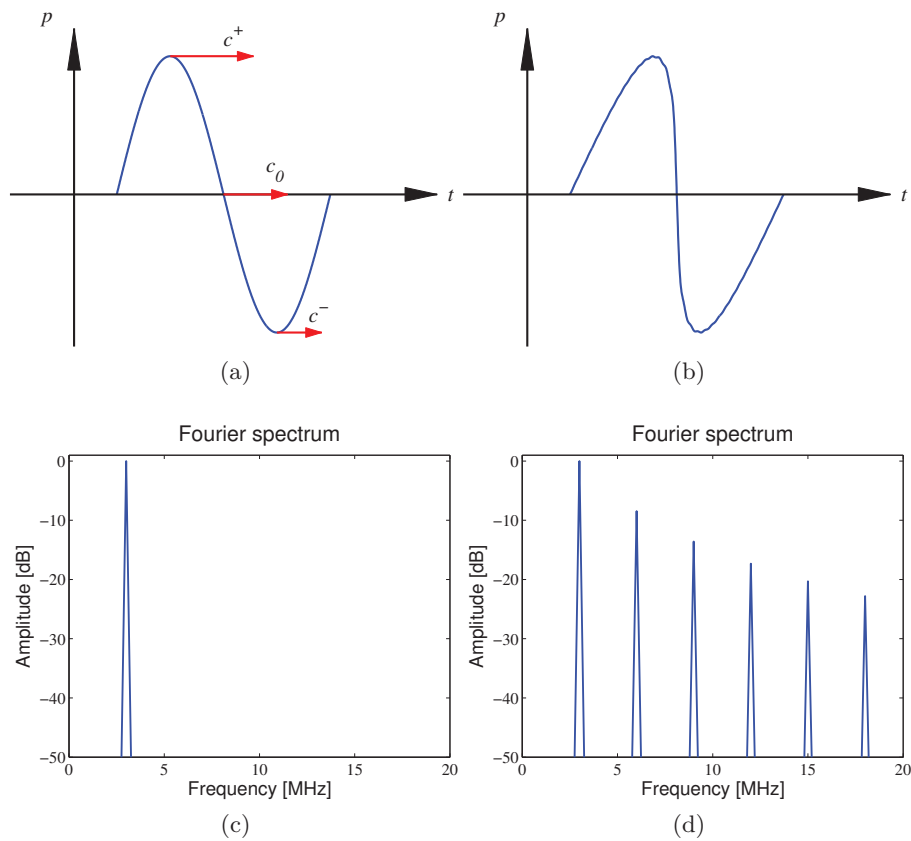 p
c⁺
c₀
t
c⁻
(a)
p
t
(b)
Fourier spectrum
Amplitude [dB]
0
−10
−20
−30
−40
−50
0
5
10
15
20
Frequency [MHz]
(c)
Fourier spectrum
Amplitude [dB]
0
−10
−20
−30
−40
−50
0
5
10
15
20
Frequency [MHz]
(d)